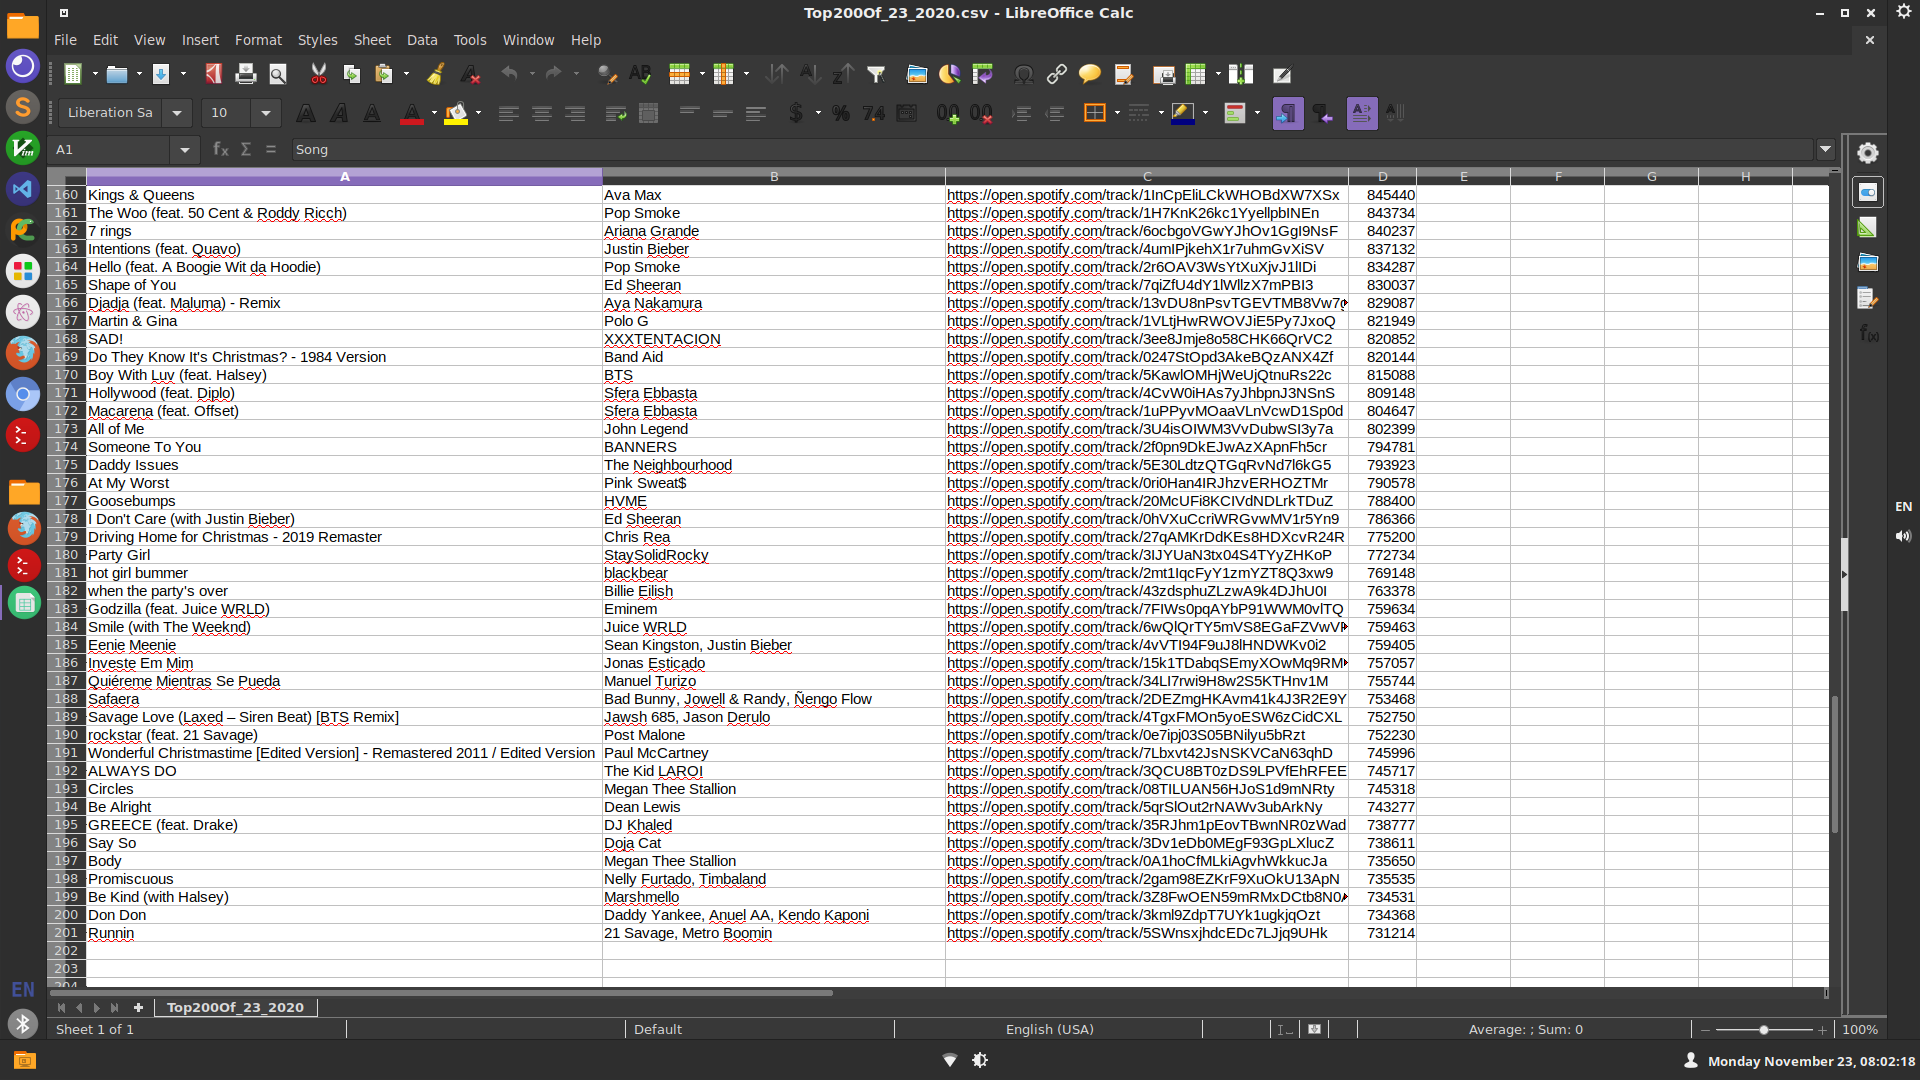 Top200Of_23_2020.csv - LibreOffice Calc
File Edit View Insert Format Styles Sheet Data Tools Window Help
Liberation Sa 10
A1 Song
A B C D E F G H
160 Kings & Queens Ava Max https://open.spotify.com/track/1InCpEliLCkWHOBdXW7XSx 845440
161 The Woo (feat. 50 Cent & Roddy Ricch) Pop Smoke https://open.spotify.com/track/1H7KnK26kc1YyellpbINEn 843734
162 7 rings Ariana Grande https://open.spotify.com/track/6ocbgoVGwYJhOv1GgI9NsF 840237
163 Intentions (feat. Quavo) Justin Bieber https://open.spotify.com/track/4umIPjkehX1r7uhmGvXiSV 837132
164 Hello (feat. A Boogie Wit da Hoodie) Pop Smoke https://open.spotify.com/track/2r6OAV3WsYtXuXjvJ1lIDi 834287
165 Shape of You Ed Sheeran https://open.spotify.com/track/7qiZfU4dY1lWllzX7mPBI3 830037
166 Djadja (feat. Maluma) - Remix Aya Nakamura https://open.spotify.com/track/13vDU8nPsvTGEVTMB8Vw7 829087
167 Martin & Gina Polo G https://open.spotify.com/track/1VLtjHwRWOVJiE5Py7JxoQ 821949
168 SAD! XXXTENTACION https://open.spotify.com/track/3ee8Jmje8o58CHK66QrVC2 820852
169 Do They Know It's Christmas? - 1984 Version Band Aid https://open.spotify.com/track/0247StOpd3AkeBQzANX4Zf 820144
170 Boy With Luv (feat. Halsey) BTS https://open.spotify.com/track/5KawlOMHjWeUjQtnuRs22c 815088
171 Hollywood (feat. Diplo) Sfera Ebbasta https://open.spotify.com/track/4CvW0iHAs7yJhbpnJ3NSnS 809148
172 Macarena (feat. Offset) Sfera Ebbasta https://open.spotify.com/track/1uPPyvMOaaVLnVcwD1Sp0d 804647
173 All of Me John Legend https://open.spotify.com/track/3U4isOIWM3VvDubwSI3y7a 802399
174 Someone To You BANNERS https://open.spotify.com/track/2f0pn9DkEJwAzXApnFh5cr 794781
175 Daddy Issues The Neighbourhood https://open.spotify.com/track/5E30LdtzQTGqRvNd7l6kG5 793923
176 At My Worst Pink Sweat$ https://open.spotify.com/track/0ri0Han4IRJhzvERHOZTMr 790578
177 Goosebumps HVME https://open.spotify.com/track/20McUFi8KCIVdNDLrkTDuZ 788400
178 I Don't Care (with Justin Bieber) Ed Sheeran https://open.spotify.com/track/0hVXuCcriWRGvwMV1r5Yn9 786366
179 Driving Home for Christmas - 2019 Remaster Chris Rea https://open.spotify.com/track/27qAMKrDdKEs8HDXcvR24R 775200
180 Party Girl StaySolidRocky https://open.spotify.com/track/3IJYUaN3tx04S4TYyZHKoP 772734
181 hot girl bummer blackbear https://open.spotify.com/track/2mt1IqcFyY1zmYZT8Q3xw9 769148
182 when the party's over Billie Eilish https://open.spotify.com/track/43zdsphuZLzwA9k4DJhU0I 763378
183 Godzilla (feat. Juice WRLD) Eminem https://open.spotify.com/track/7FIWs0pqAYbP91WWM0vlTQ 759634
184 Smile (with The Weeknd) Juice WRLD https://open.spotify.com/track/6wQlQrTY5mVS8EGaFZVwV 759463
185 Eenie Meenie Sean Kingston, Justin Bieber https://open.spotify.com/track/4vVTI94F9uJ8lHNDWKv0i2 759405
186 Investe Em Mim Jonas Esticado https://open.spotify.com/track/15k1TDabqSEmyXOwMq9RM 757057
187 Quiéreme Mientras Se Pueda Manuel Turizo https://open.spotify.com/track/34LI7rwi9H8w2S5KTHnv1M 755744
188 Safaera Bad Bunny, Jowell & Randy, Ñengo Flow https://open.spotify.com/track/2DEZmgHKAvm41k4J3R2E9Y 753468
189 Savage Love (Laxed – Siren Beat) [BTS Remix] Jawsh 685, Jason Derulo https://open.spotify.com/track/4TgxFMOn5yoESW6zCidCXL 752750
190 rockstar (feat. 21 Savage) Post Malone https://open.spotify.com/track/0e7ipj03S05BNilyu5bRzt 752230
191 Wonderful Christmastime [Edited Version] - Remastered 2011 / Edited Version Paul McCartney https://open.spotify.com/track/7Lbxvt42JsNSKVCaN63qhD 745996
192 ALWAYS DO The Kid LAROI https://open.spotify.com/track/3QCU8BT0zDS9LPVfEhRFEE 745717
193 Circles Megan Thee Stallion https://open.spotify.com/track/08TILUAN56HJoS1d9mNRty 745318
194 Be Alright Dean Lewis https://open.spotify.com/track/5qrSlOut2rNAWv3ubArkNy 743277
195 GREECE (feat. Drake) DJ Khaled https://open.spotify.com/track/35RJhm1pEovTBwnNR0zWad 738777
196 Say So Doja Cat https://open.spotify.com/track/3Dv1eDb0MEgF93GpLXlucZ 738611
197 Body Megan Thee Stallion https://open.spotify.com/track/0A1hoCfMLkiAgvhWkkucJa 735650
198 Promiscuous Nelly Furtado, Timbaland https://open.spotify.com/track/2gam98EZKrF9XuOkU13ApN 735535
199 Be Kind (with Halsey) Marshmello https://open.spotify.com/track/3Z8FwOEN59mRMxDCtb8N0 734531
200 Don Don Daddy Yankee, Anuel AA, Kendo Kaponi https://open.spotify.com/track/3kml9ZdpT7UYk1ugkjqOzt 734368
201 Runnin 21 Savage, Metro Boomin https://open.spotify.com/track/5SWnsxjhdcEDc7LJjq9UHk 731214
202
203
204
Top200Of_23_2020
Sheet 1 of 1 Default English (USA) Average: ; Sum: 0 100%
EN
EN
Monday November 23, 08:02:18